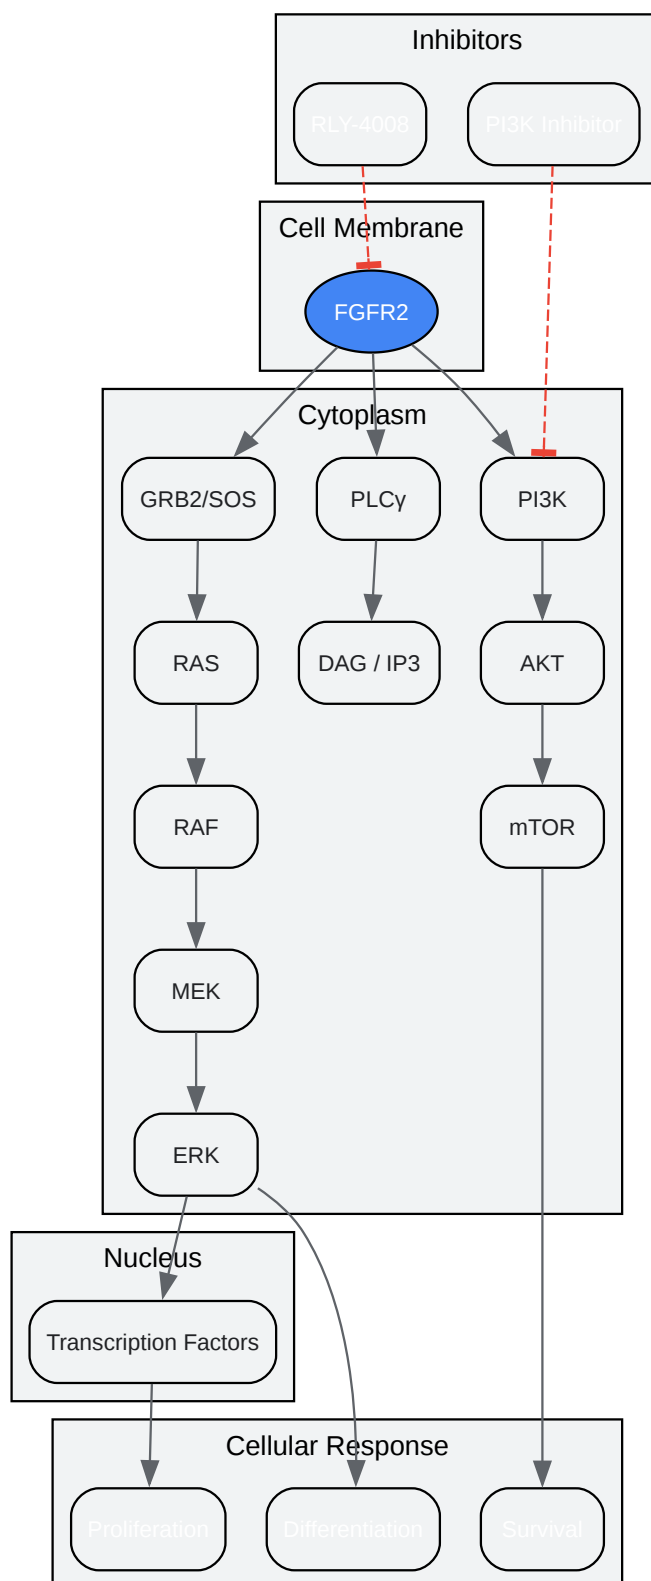 Inhibitors
RLY-4008
PI3K Inhibitor
Cell Membrane
FGFR2
Cytoplasm
GRB2/SOS
PLCγ
PI3K
RAS
DAG / IP3
AKT
RAF
mTOR
MEK
ERK
Nucleus
Transcription Factors
Cellular Response
Proliferation
Differentiation
Survival